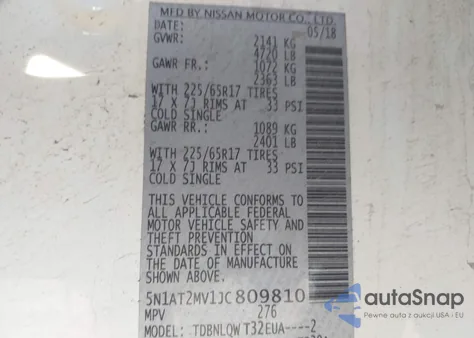 MFD BY NISSAN MOTOR CO., LTD.
DATE: 05/18
GVWR: 2141 KG
4720 LB
GAWR FR.: 1072 KG
2363 LB
WITH 225/65R17 TIRES
17 X 7J RIMS AT 33 PSI
COLD SINGLE
GAWR RR.: 1089 KG
2401 LB
WITH 225/65R17 TIRES
17 X 7J RIMS AT 33 PSI
COLD SINGLE
THIS VEHICLE CONFORMS TO
ALL APPLICABLE FEDERAL
MOTOR VEHICLE SAFETY AND
THEFT PREVENTION
STANDARDS IN EFFECT ON
THE DATE OF MANUFACTURE
SHOWN ABOVE.
5N1AT2MV1JC809810
MPV 276
MODEL: TDBNLQWT32EUA----2
autoSnap
Pewne auta z aukcji USA i EU